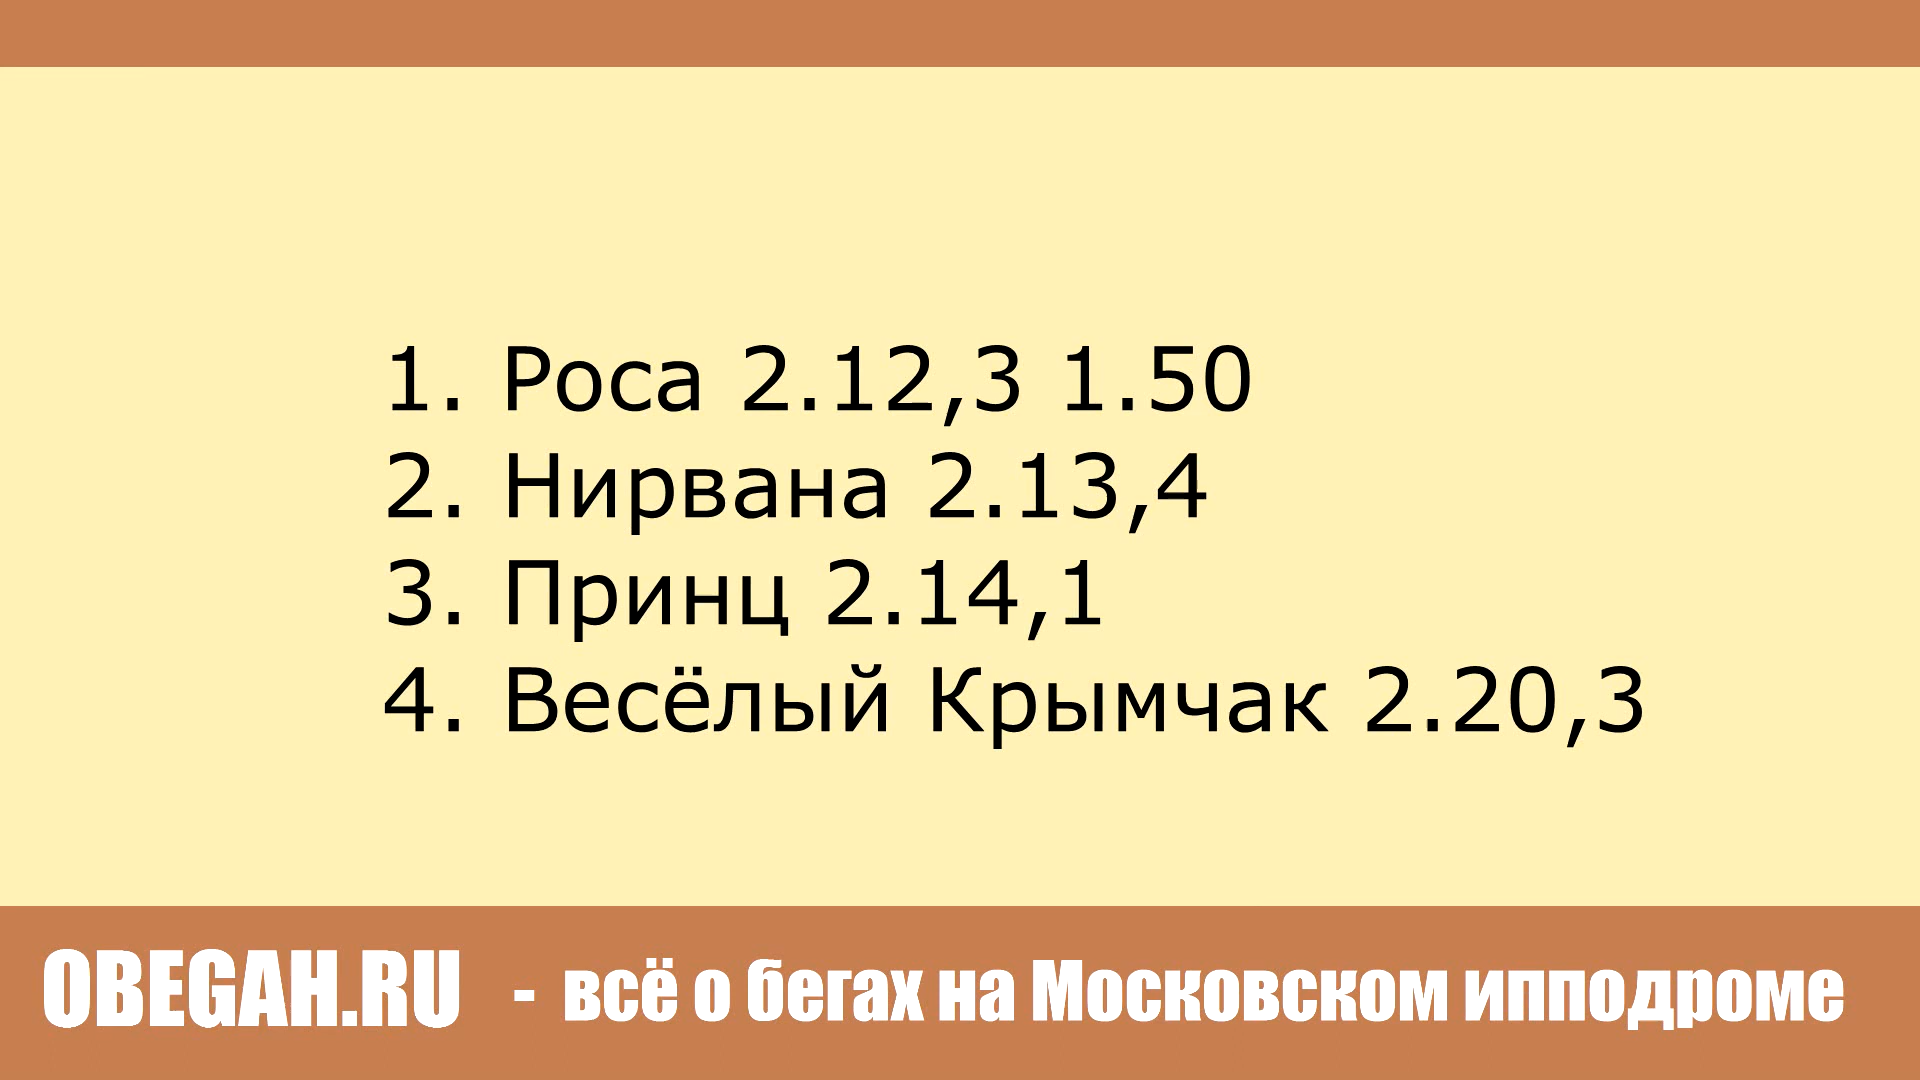 1. Роса 2.12,3 1.50
2. Нирвана 2.13,4
3. Принц 2.14,1
4. Весёлый Крымчак 2.20,3
OBEGAH.RU - всё о бегах на Московском ипподроме